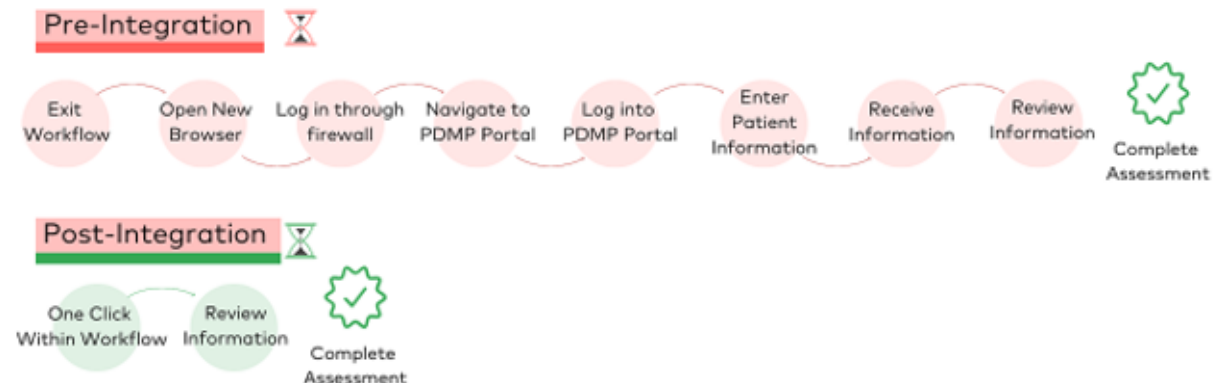 Pre-Integration
Exit
Workflow
Open New
Browser
Log in through
firewall
Navigate to
PDMP Portal
Log into
PDMP Portal
Enter
Patient
Information
Receive
Information
Review
Information
Complete
Assessment
Post-Integration
One Click
Within Workflow
Review
Information
Complete
Assessment